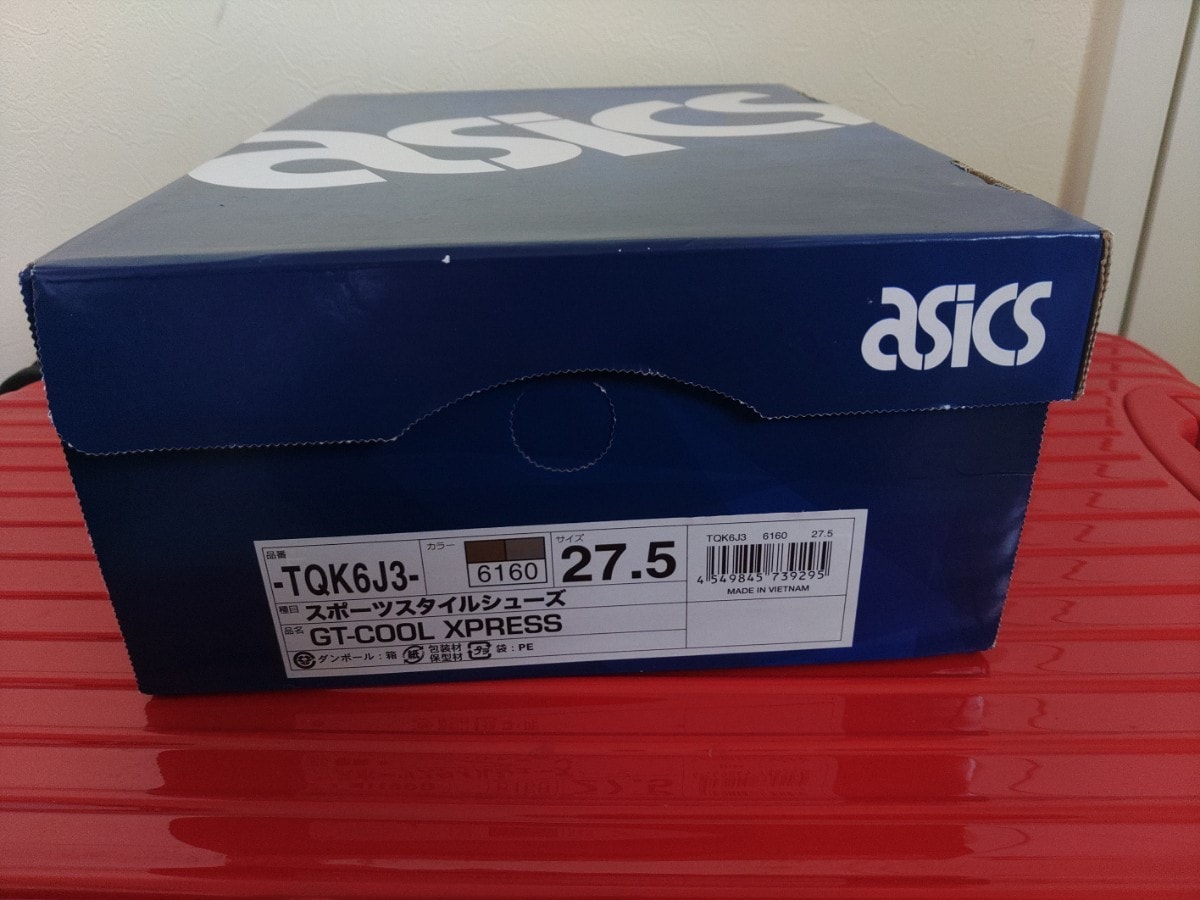 asics
asics
品番
-TQK6J3-
カラー
6160
サイズ
27.5
種目 スポーツスタイルシューズ
品名 GT-COOL XPRESS
ダンボール：箱 紙 包装材 保型材 プラ 袋：PE
TQK6J3 6160 27.5
4 549845 739295
MADE IN VIETNAM